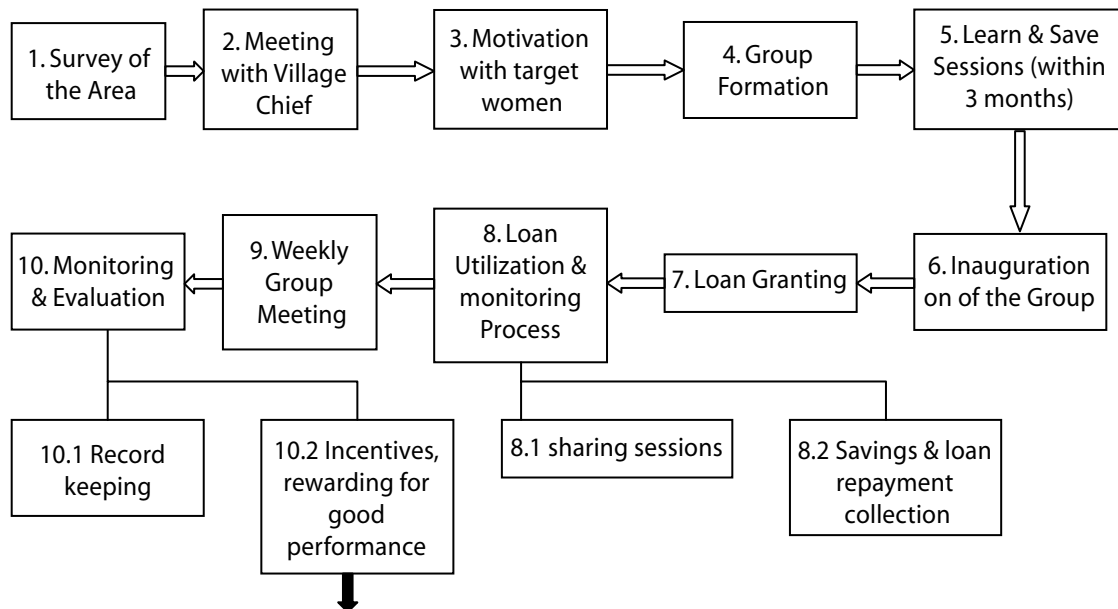 1. Survey of
the Area
2. Meeting
with Village
Chief
3. Motivation
with target
women
4. Group
Formation
5. Learn & Save
Sessions (within
3 months)
6. Inauguration
on of the Group
7. Loan Granting
8. Loan
Utilization &
monitoring
Process
9. Weekly
Group
Meeting
10. Monitoring
& Evaluation
10.1 Record
keeping
10.2 Incentives,
rewarding for
good
performance
8.1 sharing sessions
8.2 Savings & loan
repayment
collection